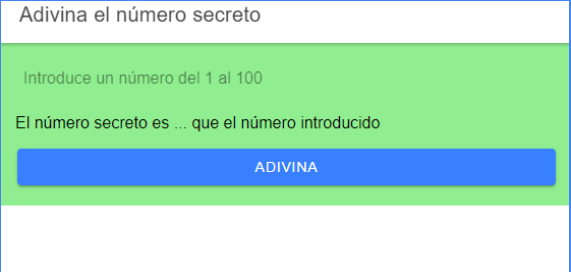 Adivina el número secreto
Introduce un número del 1 al 100
El número secreto es ... que el número introducido
ADIVINA